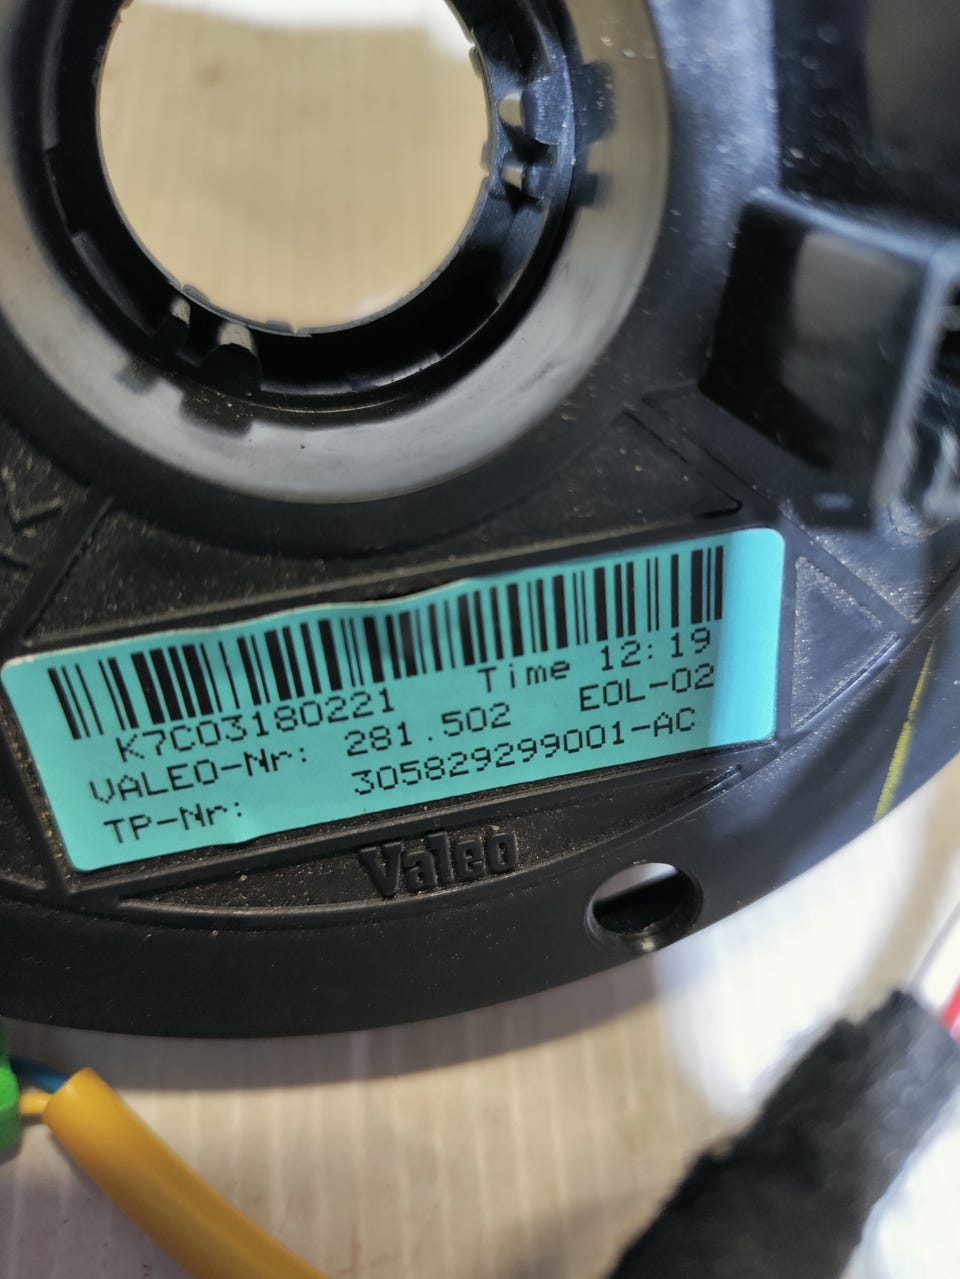 K7C03180221 Time 12:19
VALEO-Nr: 281.502 EOL-02
TP-Nr: 305829299001-AC
Valeo